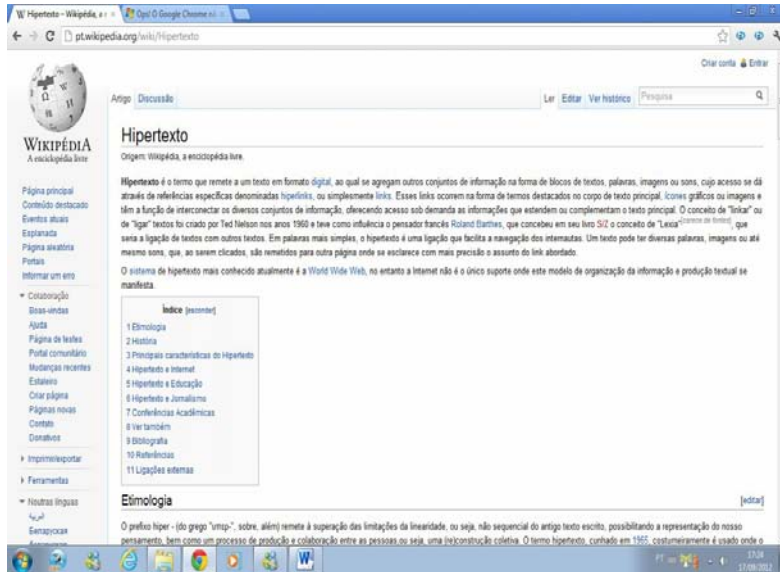 Hipertexto – Wikipédia, a e
Ops! O Google Chrome nã
pt.wikipedia.org/wiki/Hipertexto
Criar conta Entrar
Artigo Discussão
Ler Editar Ver histórico Pesquisa
WIKIPÉDIA
A enciclopédia livre
Hipertexto
Origem: Wikipédia, a enciclopédia livre.
Hipertexto é o termo que remete a um texto em formato digital, ao qual se agregam outros conjuntos de informação na forma de blocos de textos, palavras, imagens ou sons, cujo acesso se dá
através de referências específicas denominadas hiperlinks, ou simplesmente links. Esses links ocorrem na forma de termos destacados no corpo de texto principal, ícones gráficos ou imagens e
têm a função de interconectar os diversos conjuntos de informação, oferecendo acesso sob demanda as informações que estendem ou complementam o texto principal. O conceito de "linkar" ou
de "ligar" textos foi criado por Ted Nelson nos anos 1960 e teve como influência o pensador francês Roland Barthes, que concebeu em seu livro S/Z o conceito de "Lexia"[carece de fontes], que
seria a ligação de textos com outros textos. Em palavras mais simples, o hipertexto é uma ligação que facilita a navegação dos internautas. Um texto pode ter diversas palavras, imagens ou até
mesmo sons, que, ao serem clicados, são remetidos para outra página onde se esclarece com mais precisão o assunto do link abordado.
O sistema de hipertexto mais conhecido atualmente é a World Wide Web, no entanto a Internet não é o único suporte onde este modelo de organização da informação e produção textual se
manifesta.
Página principal
Conteúdo destacado
Eventos atuais
Esplanada
Página aleatória
Portais
Informar um erro
Colaboração
Boas-vindas
Ajuda
Página de testes
Portal comunitário
Mudanças recentes
Estaleiro
Criar página
Páginas novas
Contato
Donativos
Imprimir/exportar
Ferramentas
Noutras línguas
العربية
Беларуская
Índice [esconder]
1 Etimologia
2 História
3 Principais características do Hipertexto
4 Hipertexto e Internet
5 Hipertexto e Educação
6 Hipertexto e Jornalismo
7 Conferências Acadêmicas
8 Ver também
9 Bibliografia
10 Referências
11 Ligações externas
Etimologia [editar]
O prefixo hiper - (do grego sobre, além) remete à superação das limitações da linearidade, ou seja, não sequencial do antigo texto escrito, possibilitando a representação do nosso
pensamento, bem como um processo de produção e colaboração entre as pessoas ou seja, uma (re)construção coletiva. O termo hipertexto, cunhado em 1965, costumeiramente é usado onde o
PT
17:24
17/09/2012